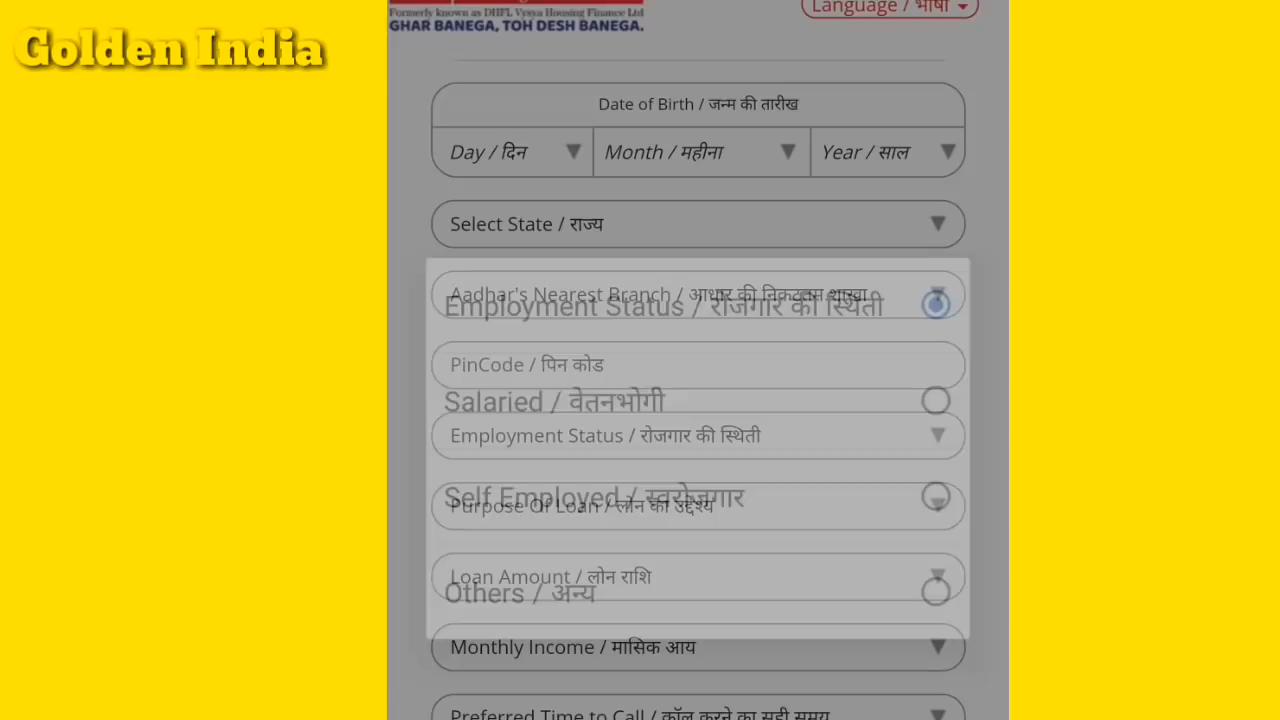 Golden India
Formerly known as DHFL Vysya Housing Finance Ltd
GHAR BANEGA, TOH DESH BANEGA.
Language / भाषा
Date of Birth / जन्म की तारीख
Day / दिन
Month / महीना
Year / साल
Select State / राज्य
Aadhar's Nearest Branch / आधार की निकटतम शाखा
Employment Status / रोजगार की स्थिती
PinCode / पिन कोड
Salaried / वेतनभोगी
Employment Status / रोजगार की स्थिती
Self Employed / स्वरोजगार
Purpose Of Loan / लोन का उद्देश्य
Loan Amount / लोन राशि
Others / अन्य
Monthly Income / मासिक आय
Preferred Time to Call / कॉल करने का सही समय